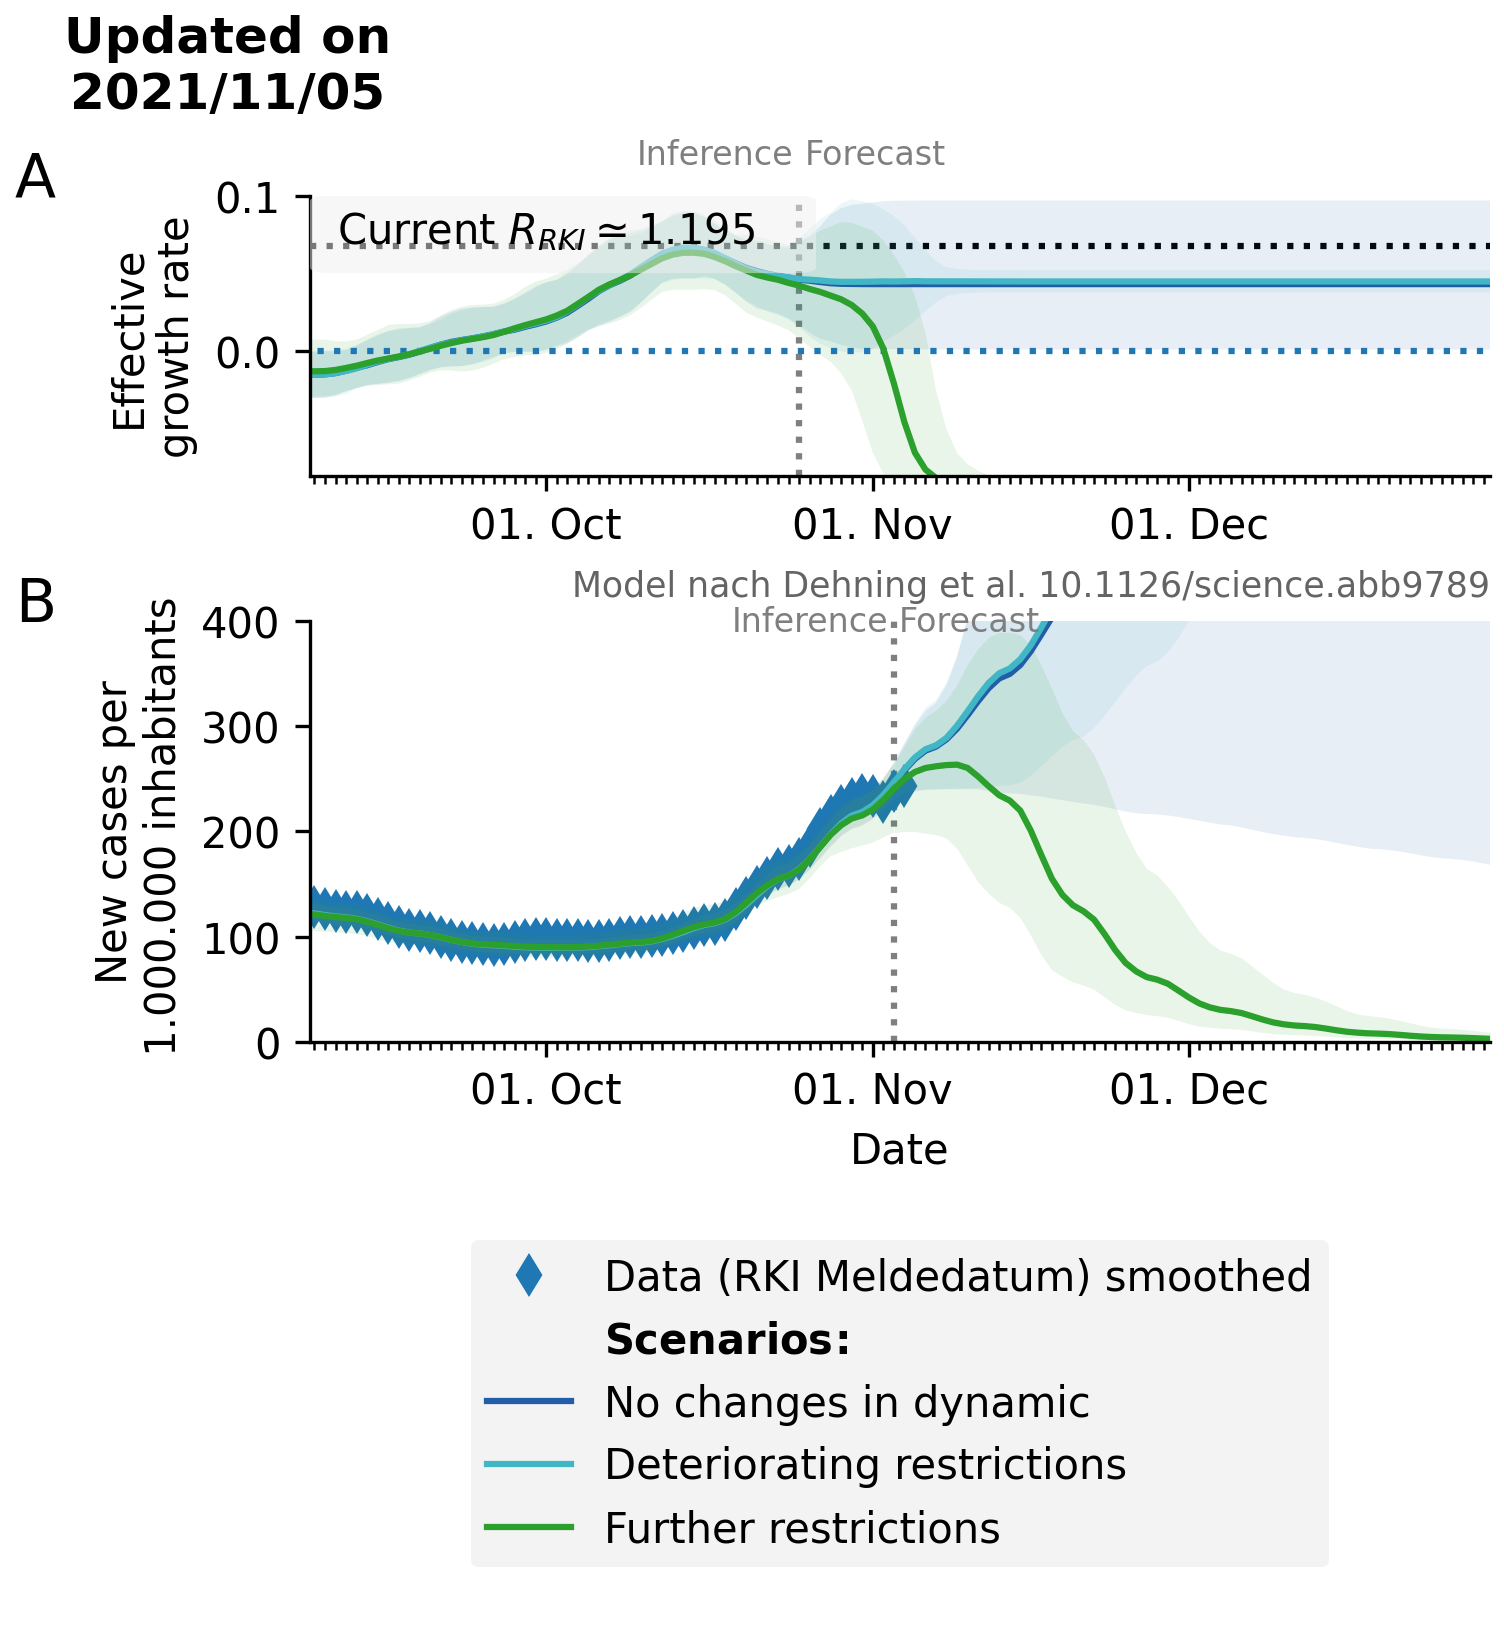 Updated on
2021/11/05
A
Inference Forecast
Current R_RKI ≃ 1.195
0.1
0.0
Effective
growth rate
01. Oct 01. Nov 01. Dec
B
Model nach Dehning et al. 10.1126/science.abb9789
Inference Forecast
400
300
200
100
0
New cases per
1.000.000 inhabitants
01. Oct 01. Nov 01. Dec
Date
Data (RKI Meldedatum) smoothed
Scenarios:
No changes in dynamic
Deteriorating restrictions
Further restrictions